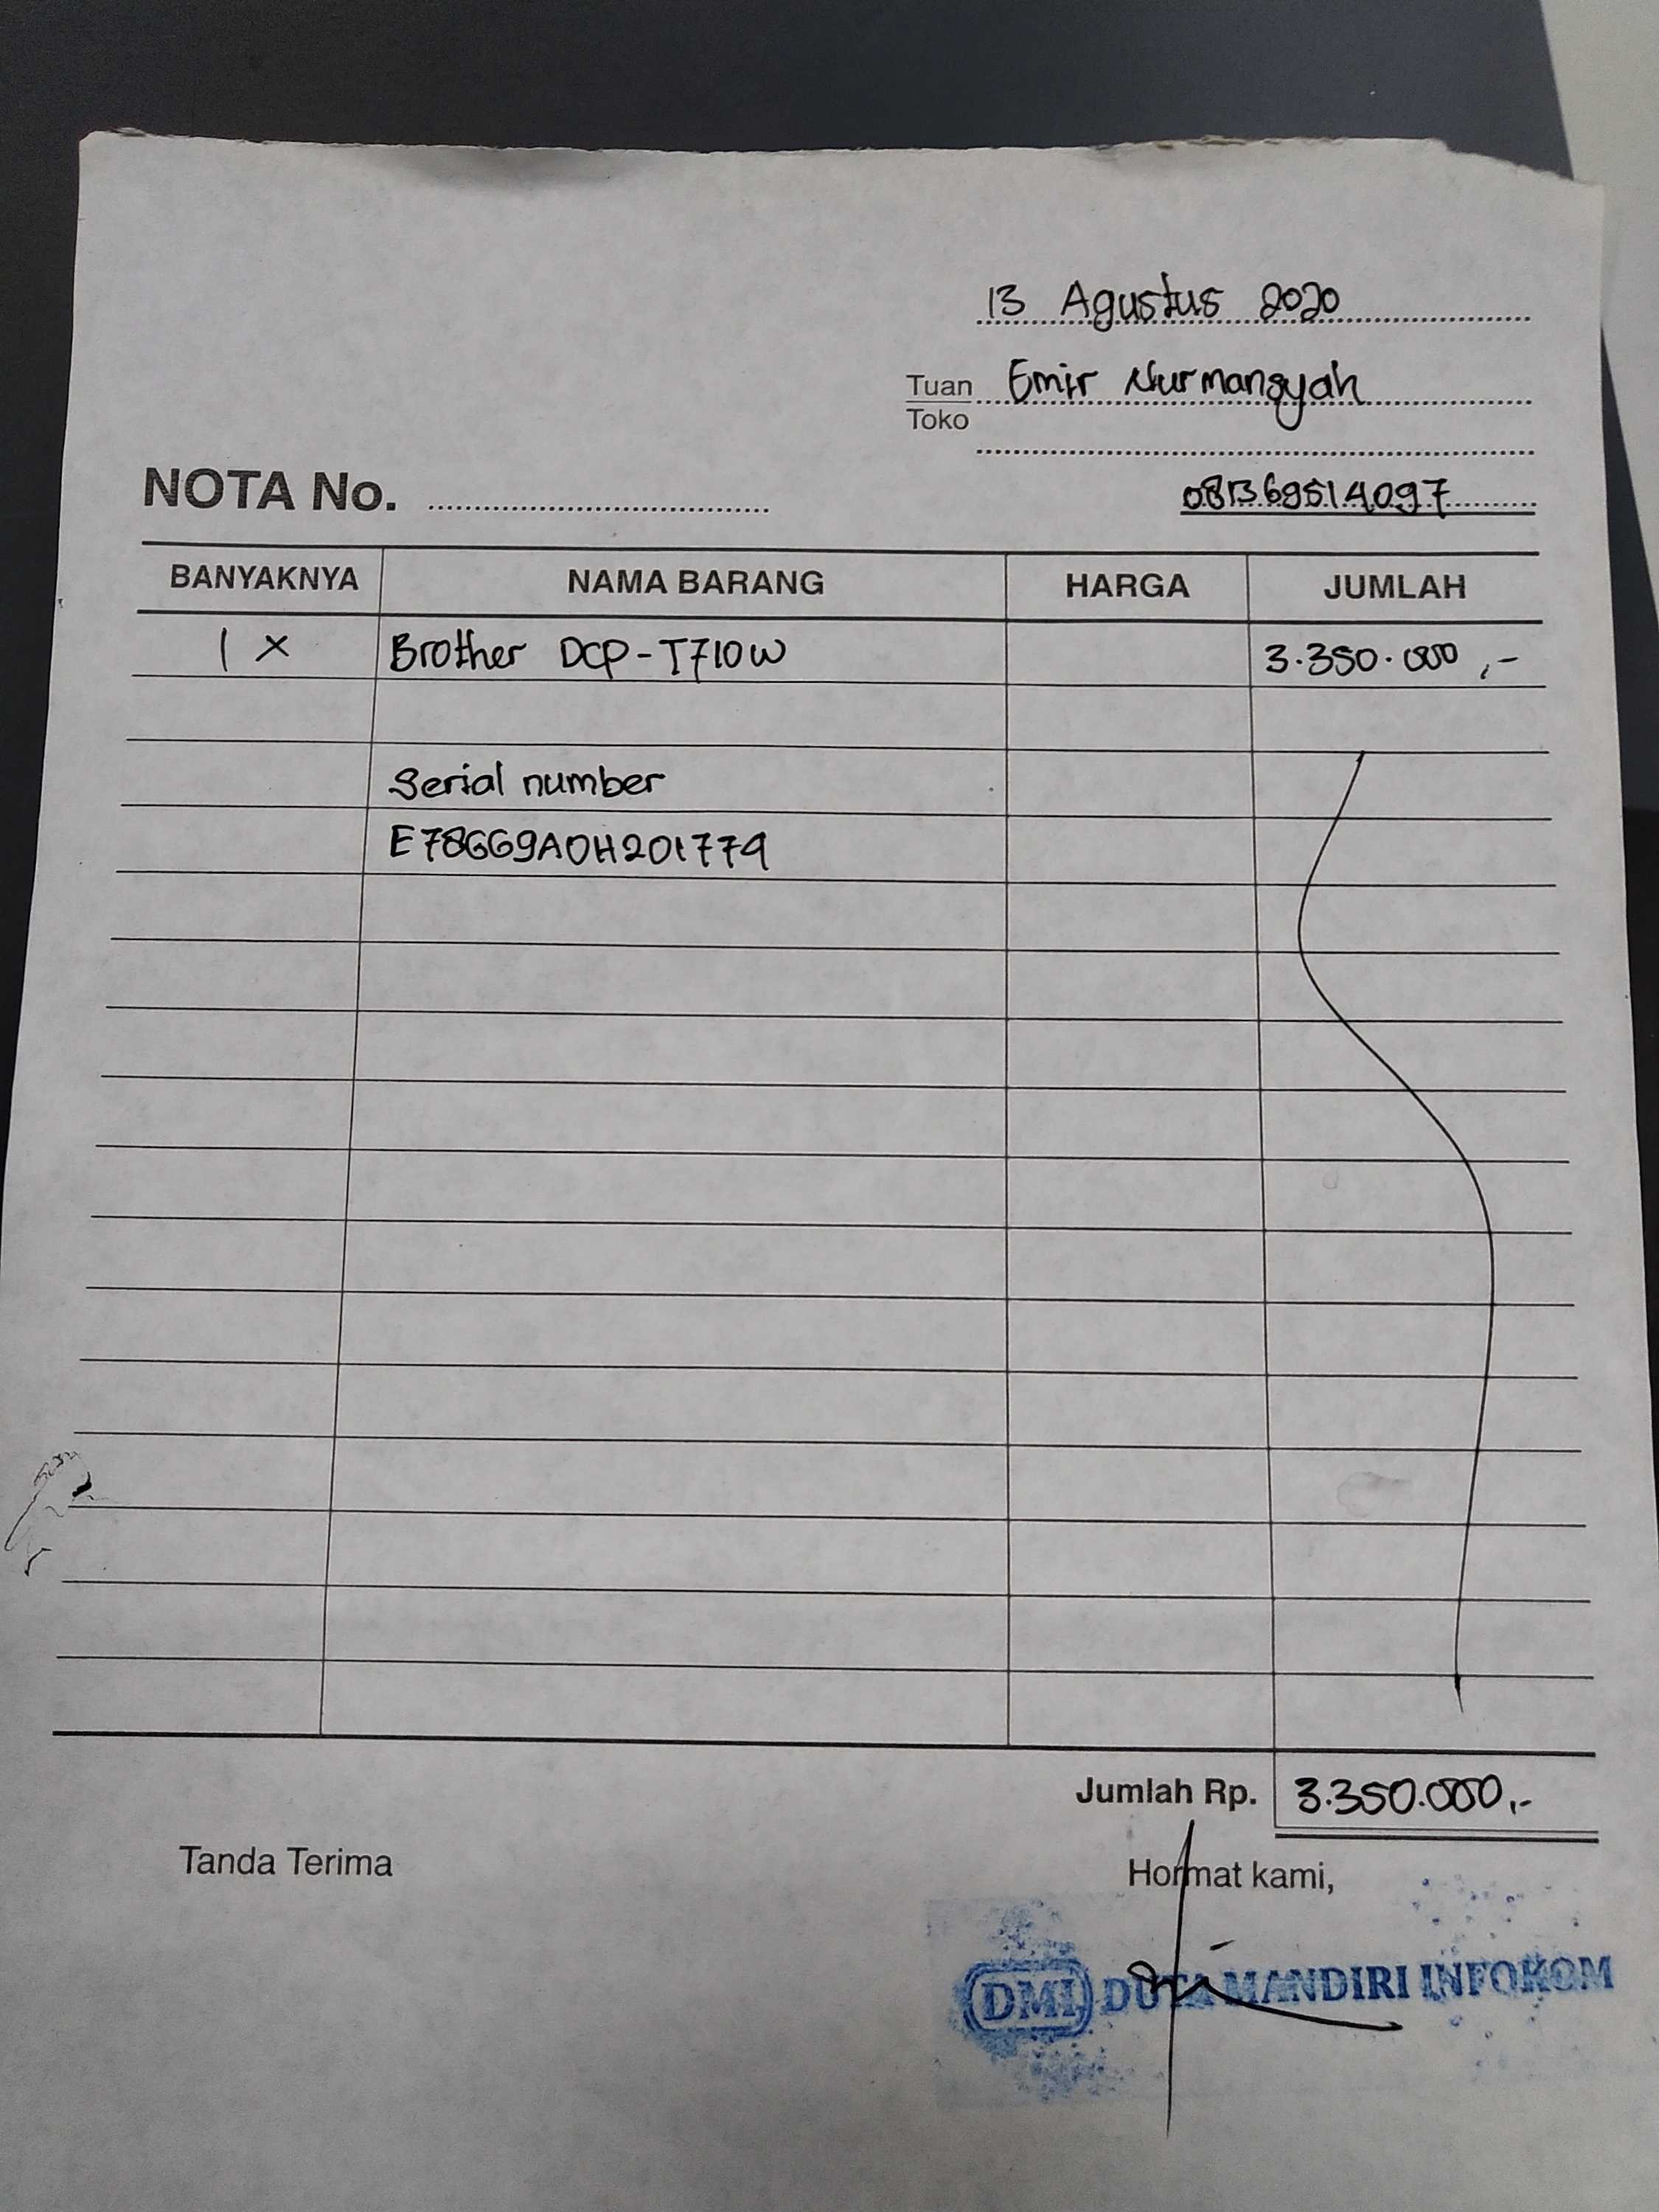 13 Agustus 2020
Tuan Emir Nurmansyah
Toko
NOTA No.
081369514097
BANYAKNYA NAMA BARANG HARGA JUMLAH
1 x Brother DCP-T710W 3.350.000,-
Serial number
E78669A0H201779
Jumlah Rp. 3.350.000,-
Tanda Terima Hormat kami,
DMI DUTA MANDIRI INFOKOM